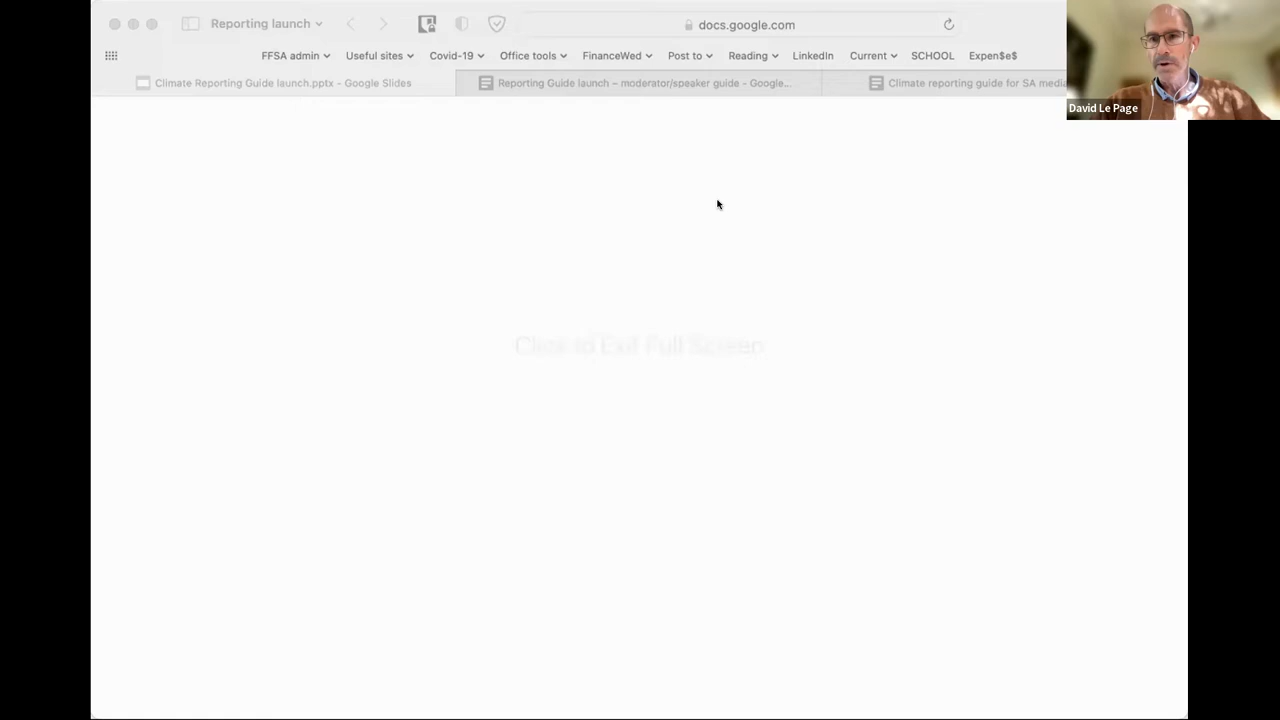 Reporting launch
docs.google.com
FFSA admin Useful sites Covid-19 Office tools FinanceWed Post to Reading LinkedIn Current SCHOOL Expen$e$
Climate Reporting Guide launch.pptx - Google Slides
Reporting Guide launch – moderator/speaker guide - Google...
Climate reporting guide for SA media
David Le Page
Click to Exit Full Screen